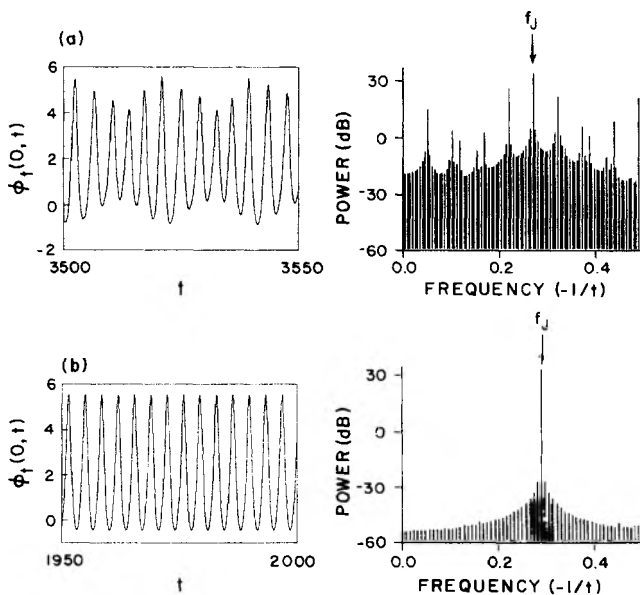 (a)
6
4
2
0
-2
ϕt(0,t)
3500
3550
t
fJ
30
0
-30
-60
POWER (dB)
0.0
0.2
0.4
FREQUENCY (-1/t)
(b)
6
4
2
0
ϕt(0,t)
1950
2000
t
fJ
30
0
-30
-60
POWER (dB)
0.0
0.2
0.4
FREQUENCY (-1/t)